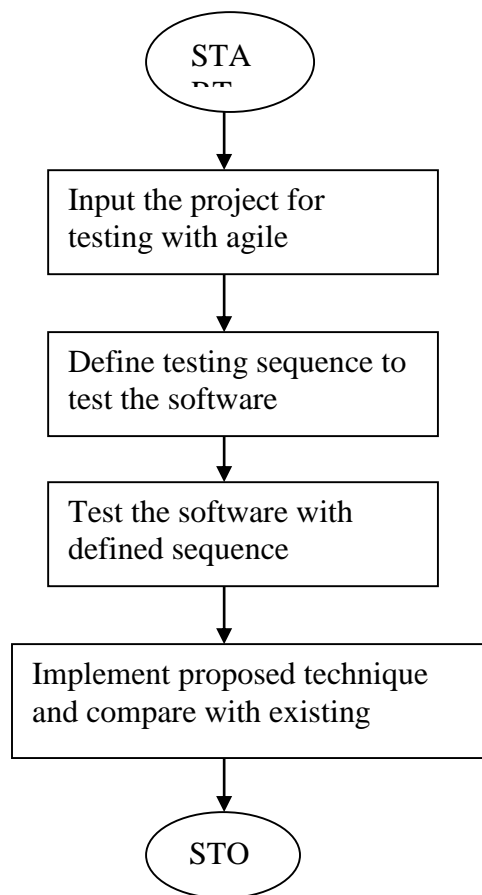 STA
Input the project for
testing with agile
Define testing sequence to
test the software
Test the software with
defined sequence
Implement proposed technique
and compare with existing
STO